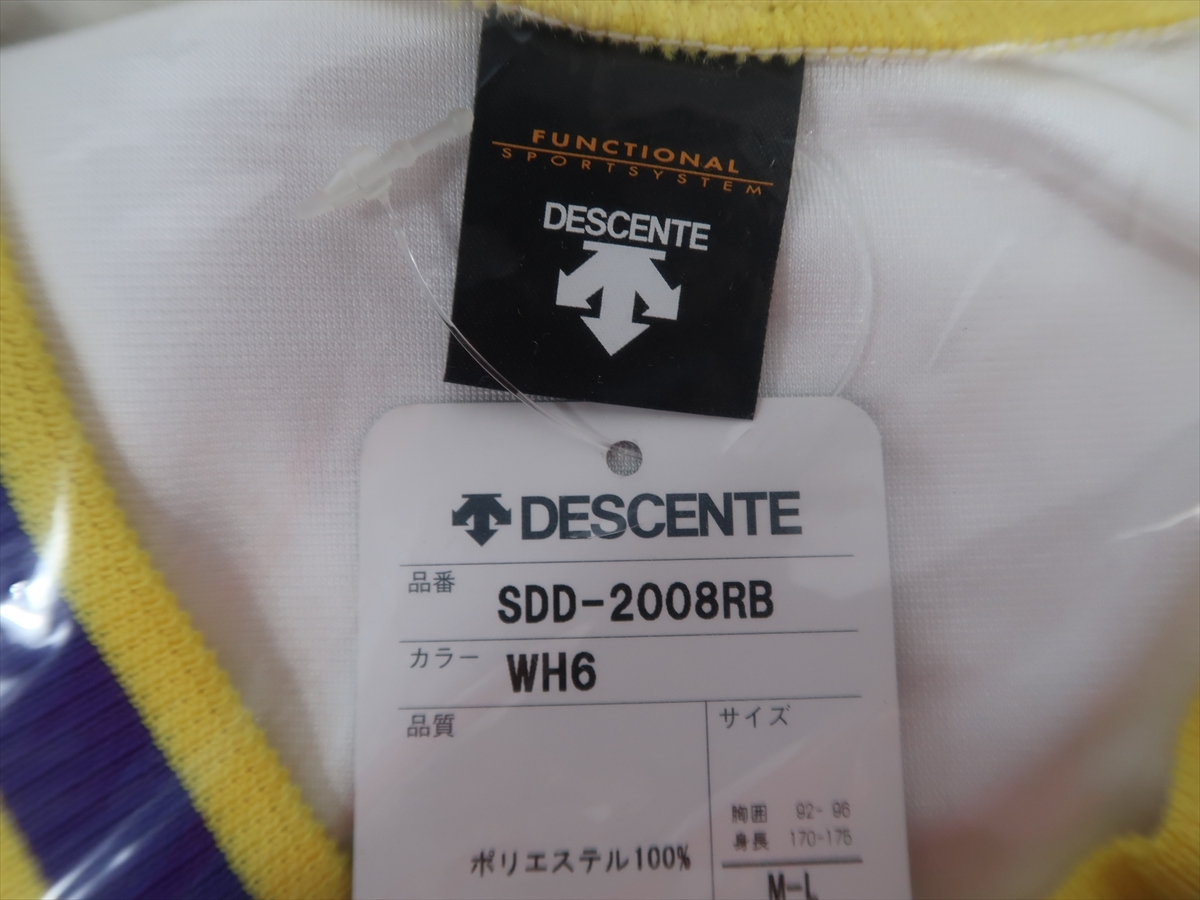 FUNCTIONAL
SPORTSYSTEM
DESCENTE
DESCENTE
品番 SDD-2008RB
カラー WH6
品質
サイズ
胸囲 92-96
身長 170-175
ポリエステル100%
M-L